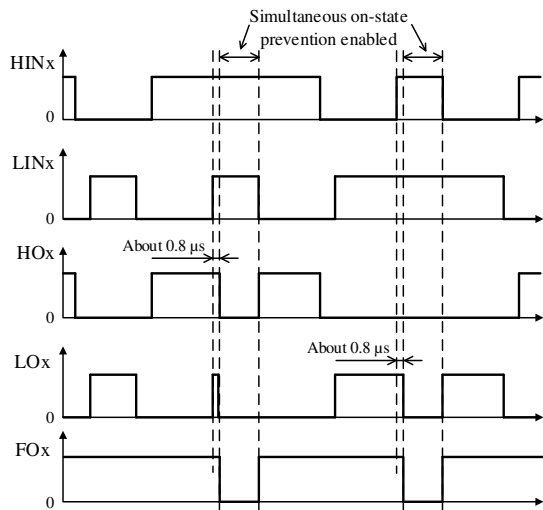 Simultaneous on-state
prevention enabled
HINx
0
LINx
0
About 0.8 µs
HOx
0
About 0.8 µs
LOx
0
FOx
0